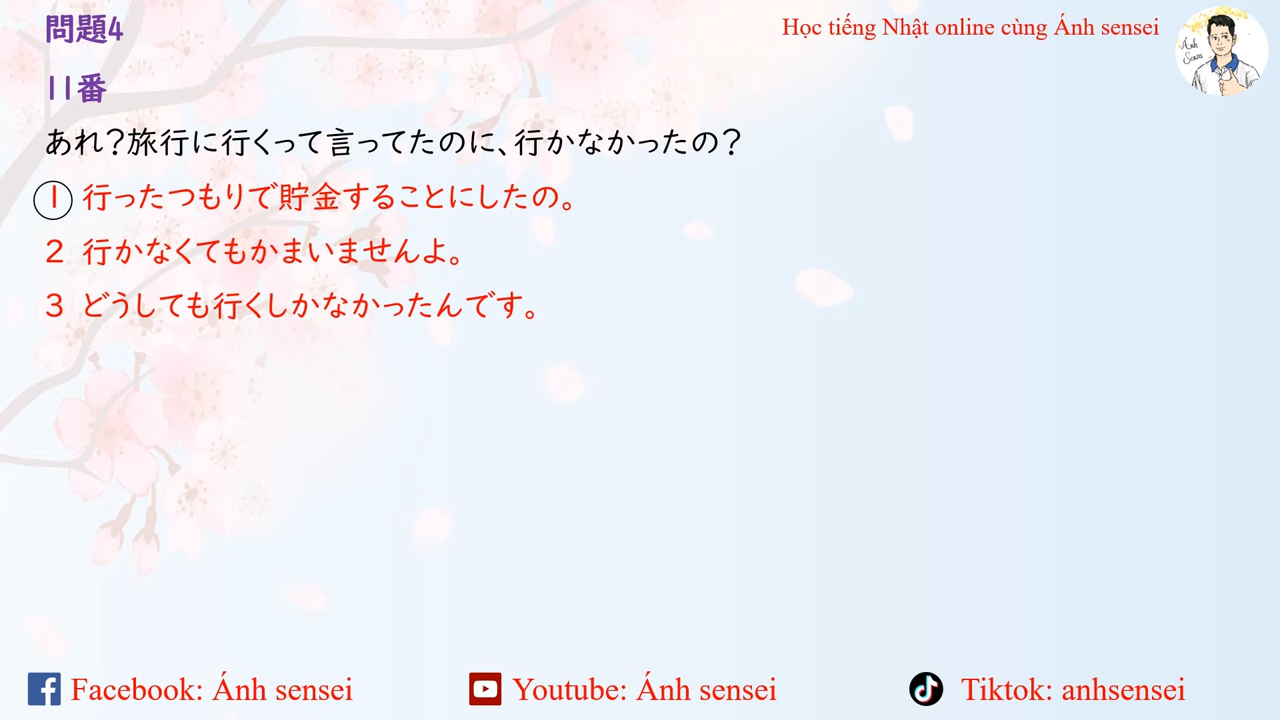 問題4
Học tiếng Nhật online cùng Ánh sensei
Anh Sensei
11番
あれ?旅行に行くって言ってたのに、行かなかったの?
1 行ったつもりで貯金することにしたの。
2 行かなくてもかまいませんよ。
3 どうしても行くしかなかったんです。
Facebook: Ánh sensei
Youtube: Ánh sensei
Tiktok: anhsensei